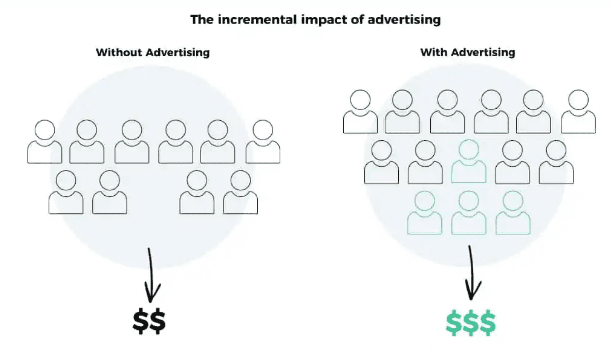 The incremental impact of advertising
Without Advertising
With Advertising
$$
$$$